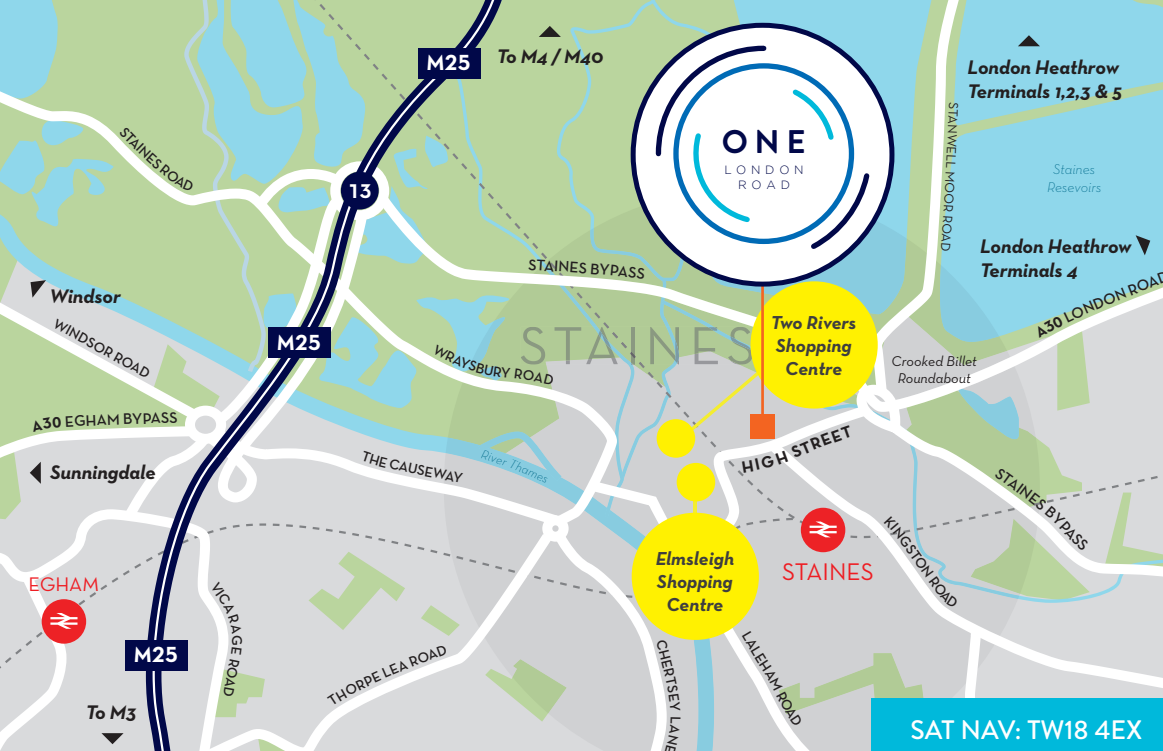 M25
To M4 / M40
London Heathrow
Terminals 1,2,3 & 5
STAINES ROAD
13
ONE
LONDON
ROAD
STANWELL MOOR ROAD
Staines
Resevoirs
London Heathrow
Terminals 4
STAINES BYPASS
Windsor
WINDSOR ROAD
M25
STAINES
WRAYSBURY ROAD
Two Rivers
Shopping
Centre
A30 LONDON ROAD
Crooked Billet
Roundabout
A30 EGHAM BYPASS
Sunningdale
THE CAUSEWAY
River Thames
HIGH STREET
STAINES BYPASS
KINGSTON ROAD
STAINES
Elmsleigh
Shopping
Centre
EGHAM
VICARAGE ROAD
M25
THORPE LEA ROAD
CHERTSEY LANE
LALEHAM ROAD
To M3
SAT NAV: TW18 4EX